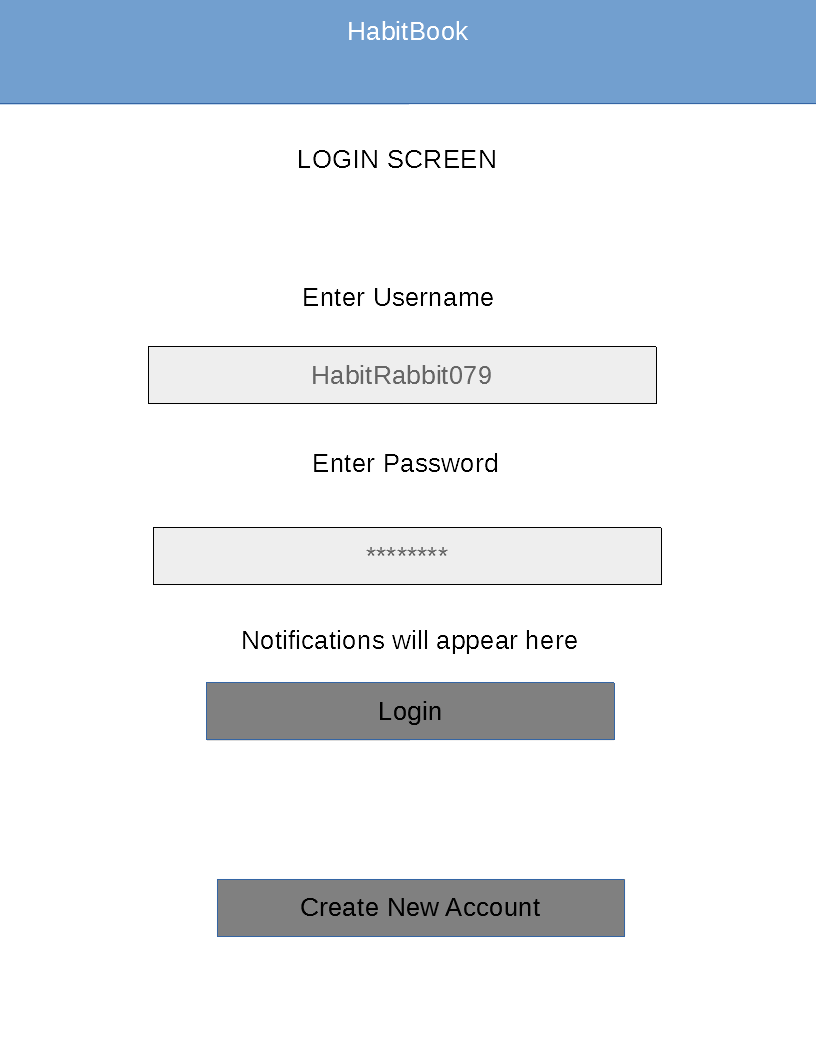 HabitBook
LOGIN SCREEN
Enter Username
HabitRabbit079
Enter Password
********
Notifications will appear here
Login
Create New Account